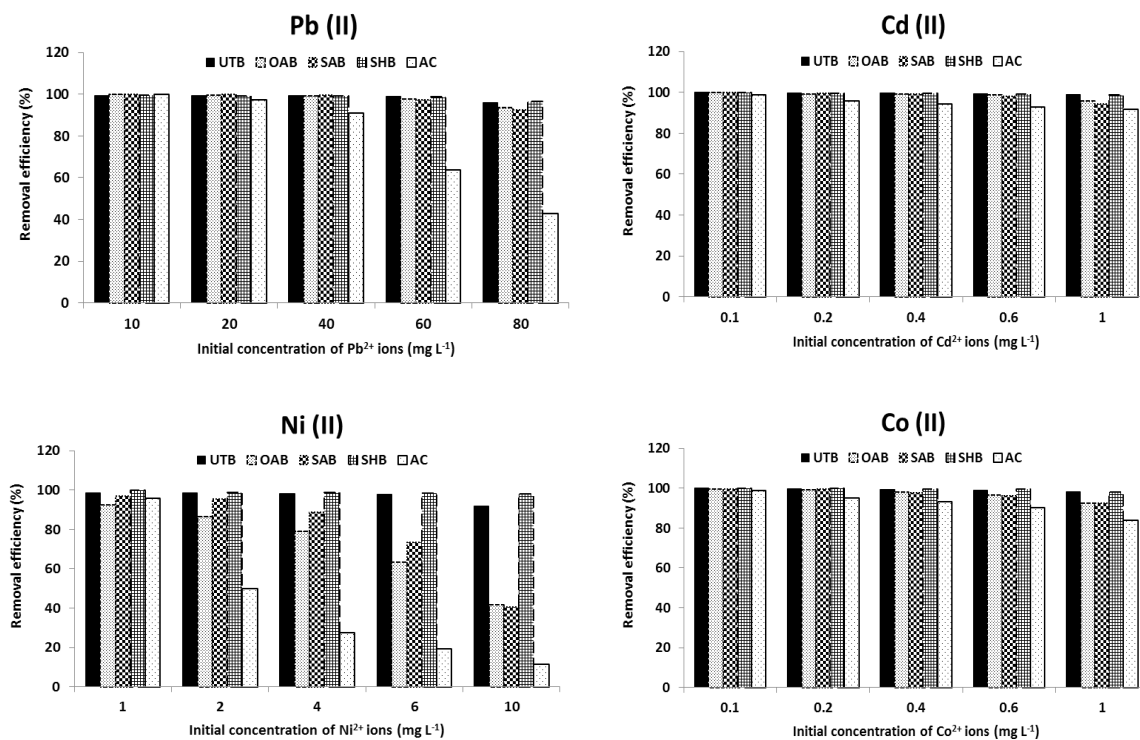 Pb (II)
UTB OAB SAB SHB AC
Removal efficiency (%)
120
100
80
60
40
20
0
10 20 40 60 80
Initial concentration of Pb²⁺ ions (mg L⁻¹)
Cd (II)
UTB OAB SAB SHB AC
Removal efficiency (%)
120
100
80
60
40
20
0
0.1 0.2 0.4 0.6 1
Initial concentration of Cd²⁺ ions (mg L⁻¹)
Ni (II)
UTB OAB SAB SHB AC
Removal efficiency (%)
120
100
80
60
40
20
0
1 2 4 6 10
Initial concentration of Ni²⁺ ions (mg L⁻¹)
Co (II)
UTB OAB SAB SHB AC
Removal efficiency (%)
120
100
80
60
40
20
0
0.1 0.2 0.4 0.6 1
Initial concentration of Co²⁺ ions (mg L⁻¹)